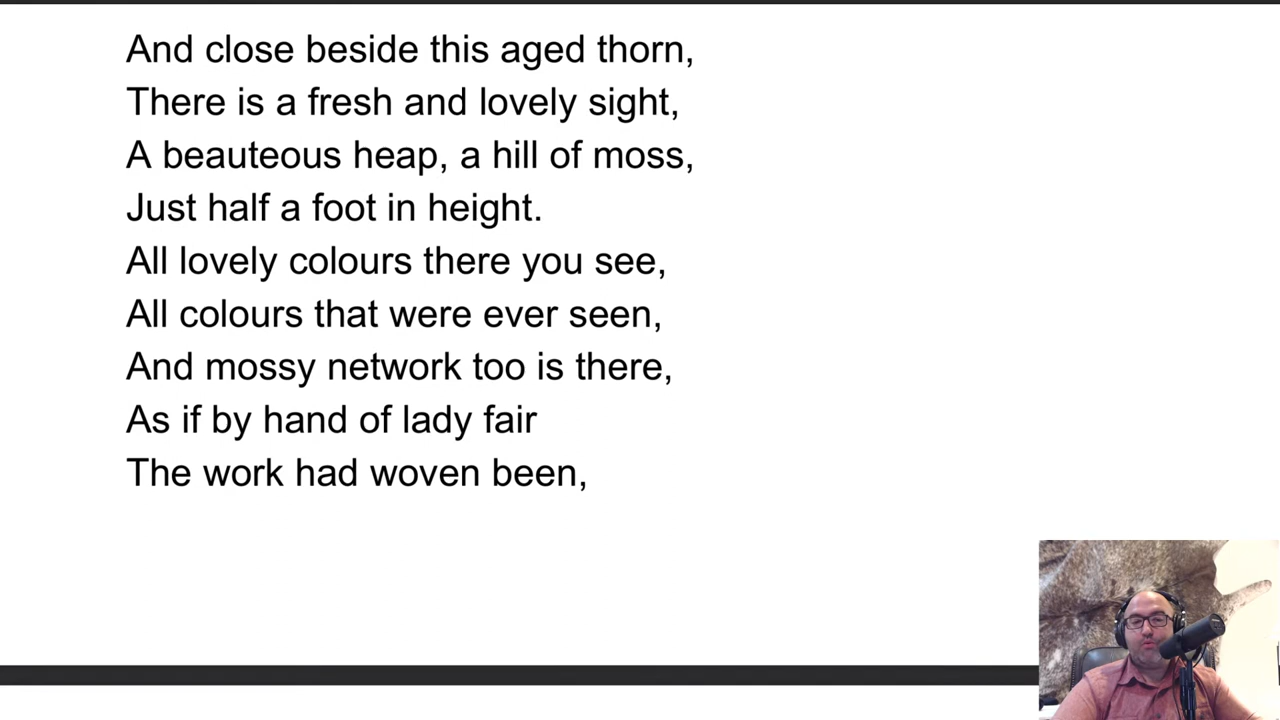 And close beside this aged thorn,
There is a fresh and lovely sight,
A beauteous heap, a hill of moss,
Just half a foot in height.
All lovely colours there you see,
All colours that were ever seen,
And mossy network too is there,
As if by hand of lady fair
The work had woven been,